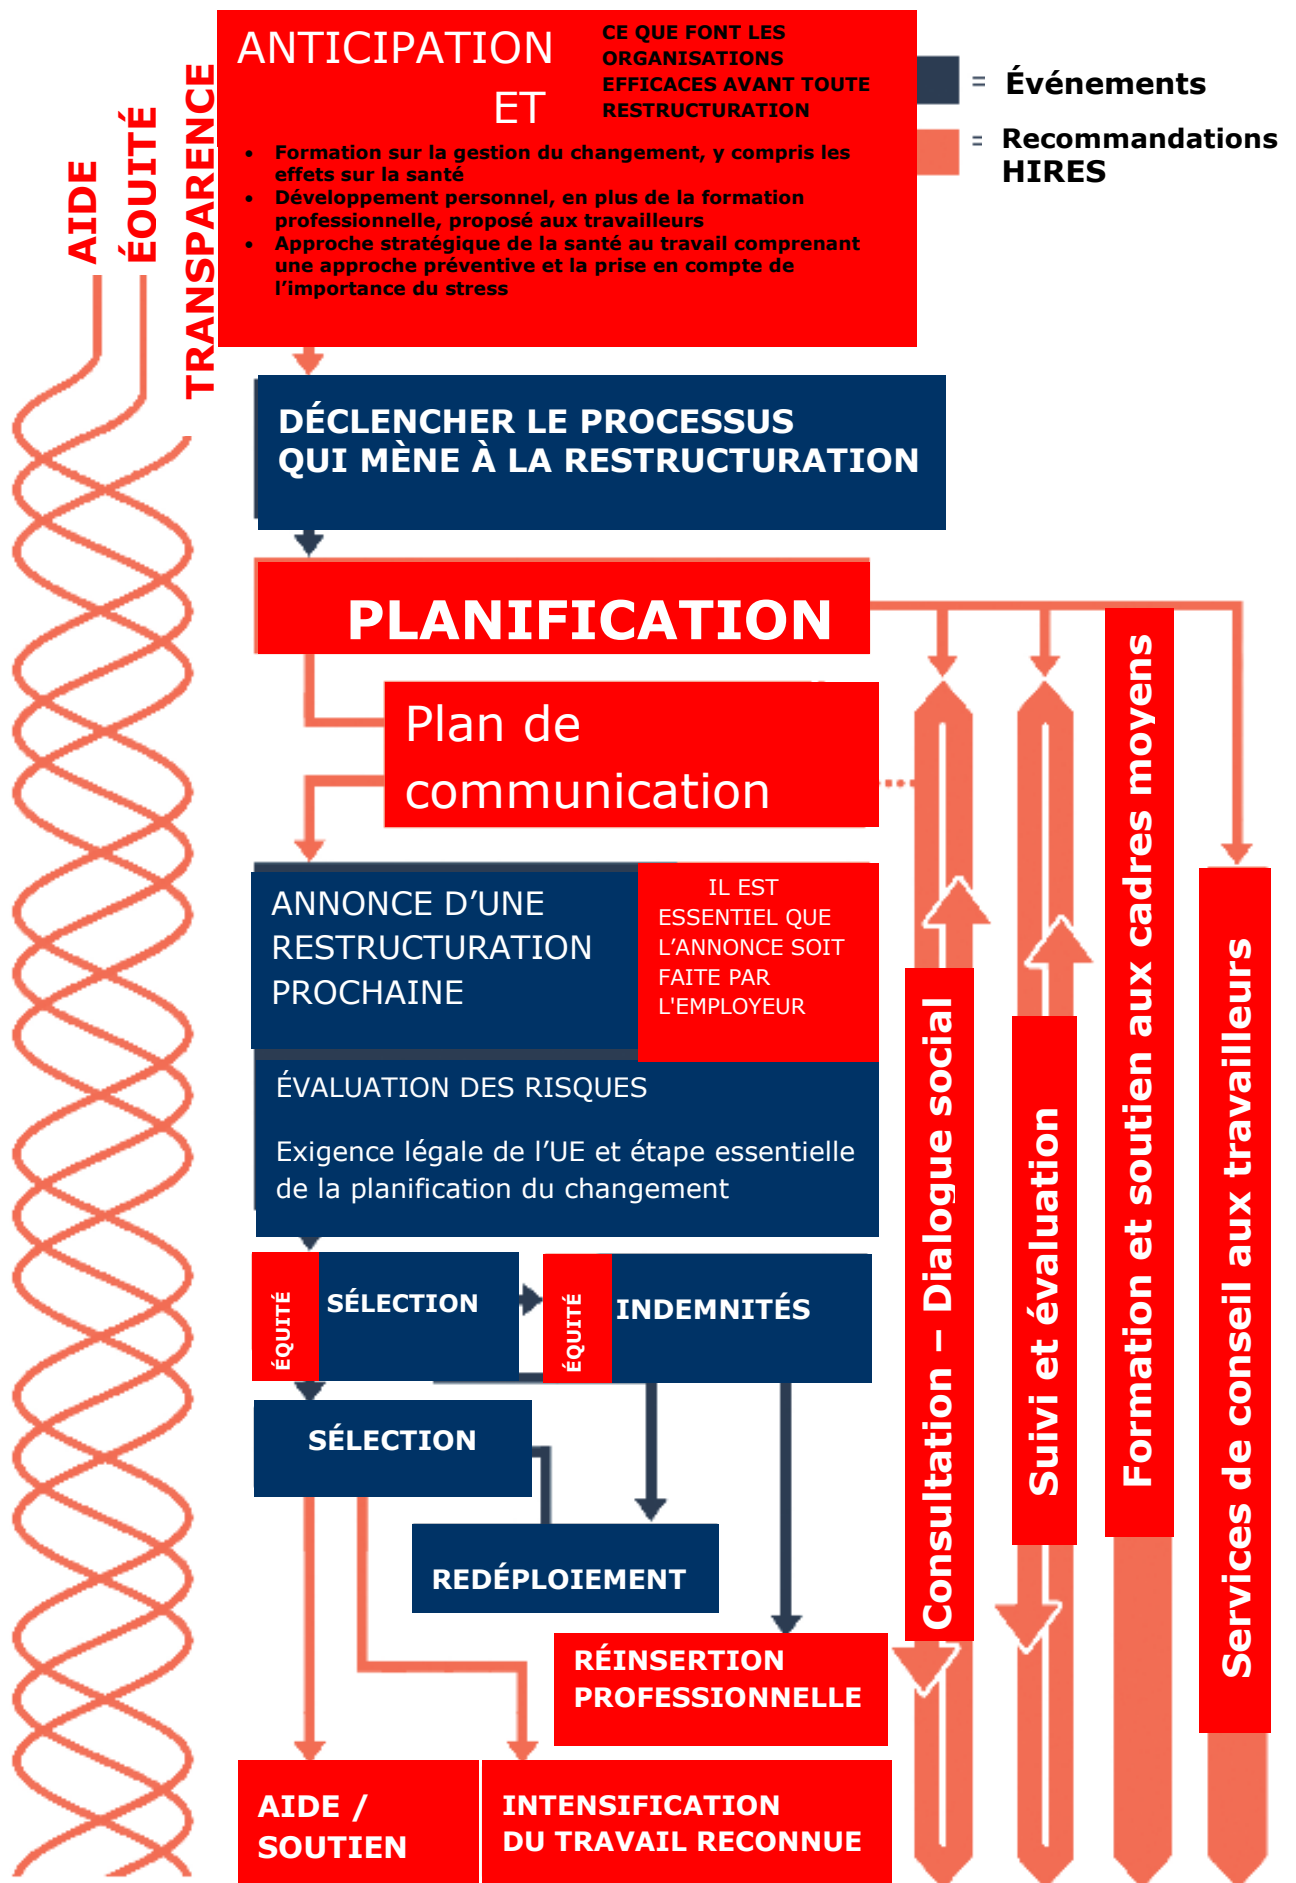 ANTICIPATION
ET
CE QUE FONT LES
ORGANISATIONS
EFFICACES AVANT TOUTE
RESTRUCTURATION
• Formation sur la gestion du changement, y compris les
effets sur la santé
• Développement personnel, en plus de la formation
professionnelle, proposé aux travailleurs
• Approche stratégique de la santé au travail comprenant
une approche préventive et la prise en compte de
l’importance du stress
= Événements
= Recommandations
HIRES
AIDE
ÉQUITÉ
TRANSPARENCE
DÉCLENCHER LE PROCESSUS
QUI MÈNE À LA RESTRUCTURATION
PLANIFICATION
Plan de
communication
ANNONCE D’UNE
RESTRUCTURATION
PROCHAINE
IL EST
ESSENTIEL QUE
L’ANNONCE SOIT
FAITE PAR
L'EMPLOYEUR
ÉVALUATION DES RISQUES
Exigence légale de l’UE et étape essentielle
de la planification du changement
ÉQUITÉ
SÉLECTION
ÉQUITÉ
INDEMNITÉS
SÉLECTION
REDÉPLOIEMENT
RÉINSERTION
PROFESSIONNELLE
AIDE /
SOUTIEN
INTENSIFICATION
DU TRAVAIL RECONNUE
Consultation – Dialogue social
Suivi et évaluation
Formation et soutien aux cadres moyens
Services de conseil aux travailleurs